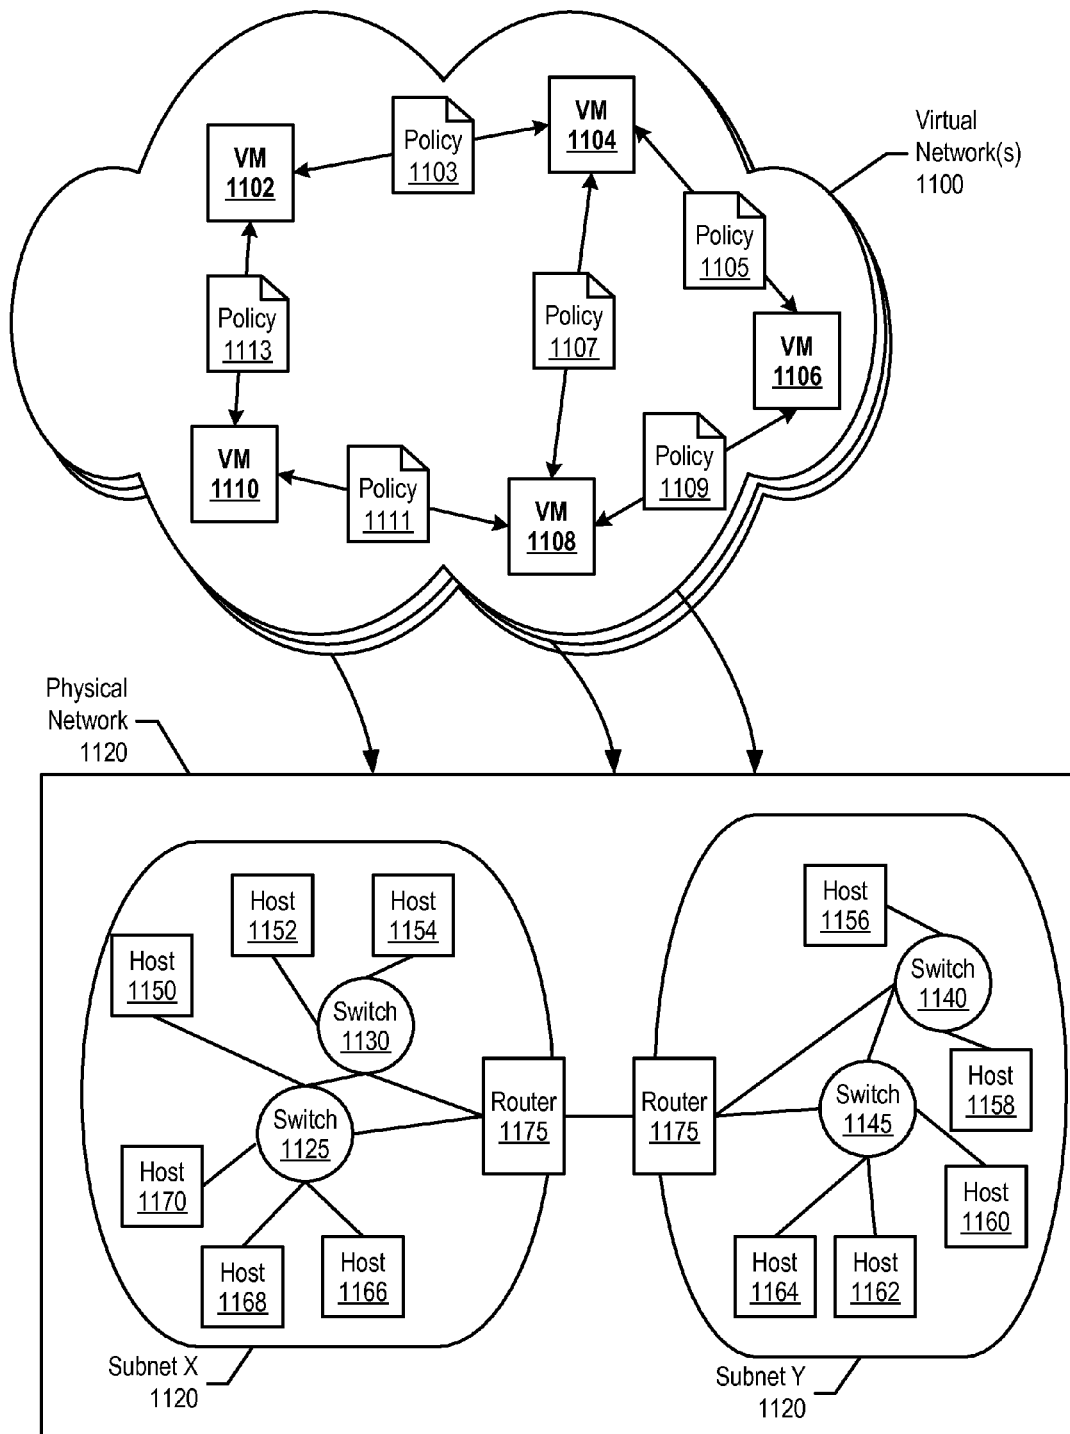 VM
1102
Policy
1103
VM
1104
Virtual
Network(s)
1100
Policy
1105
Policy
1113
Policy
1107
VM
1106
VM
1110
Policy
1111
VM
1108
Policy
1109
Physical
Network
1120
Host
1152
Host
1154
Host
1150
Switch
1130
Switch
1125
Router
1175
Host
1170
Host
1168
Host
1166
Subnet X
1120
Host
1156
Switch
1140
Router
1175
Switch
1145
Host
1158
Host
1160
Host
1164
Host
1162
Subnet Y
1120